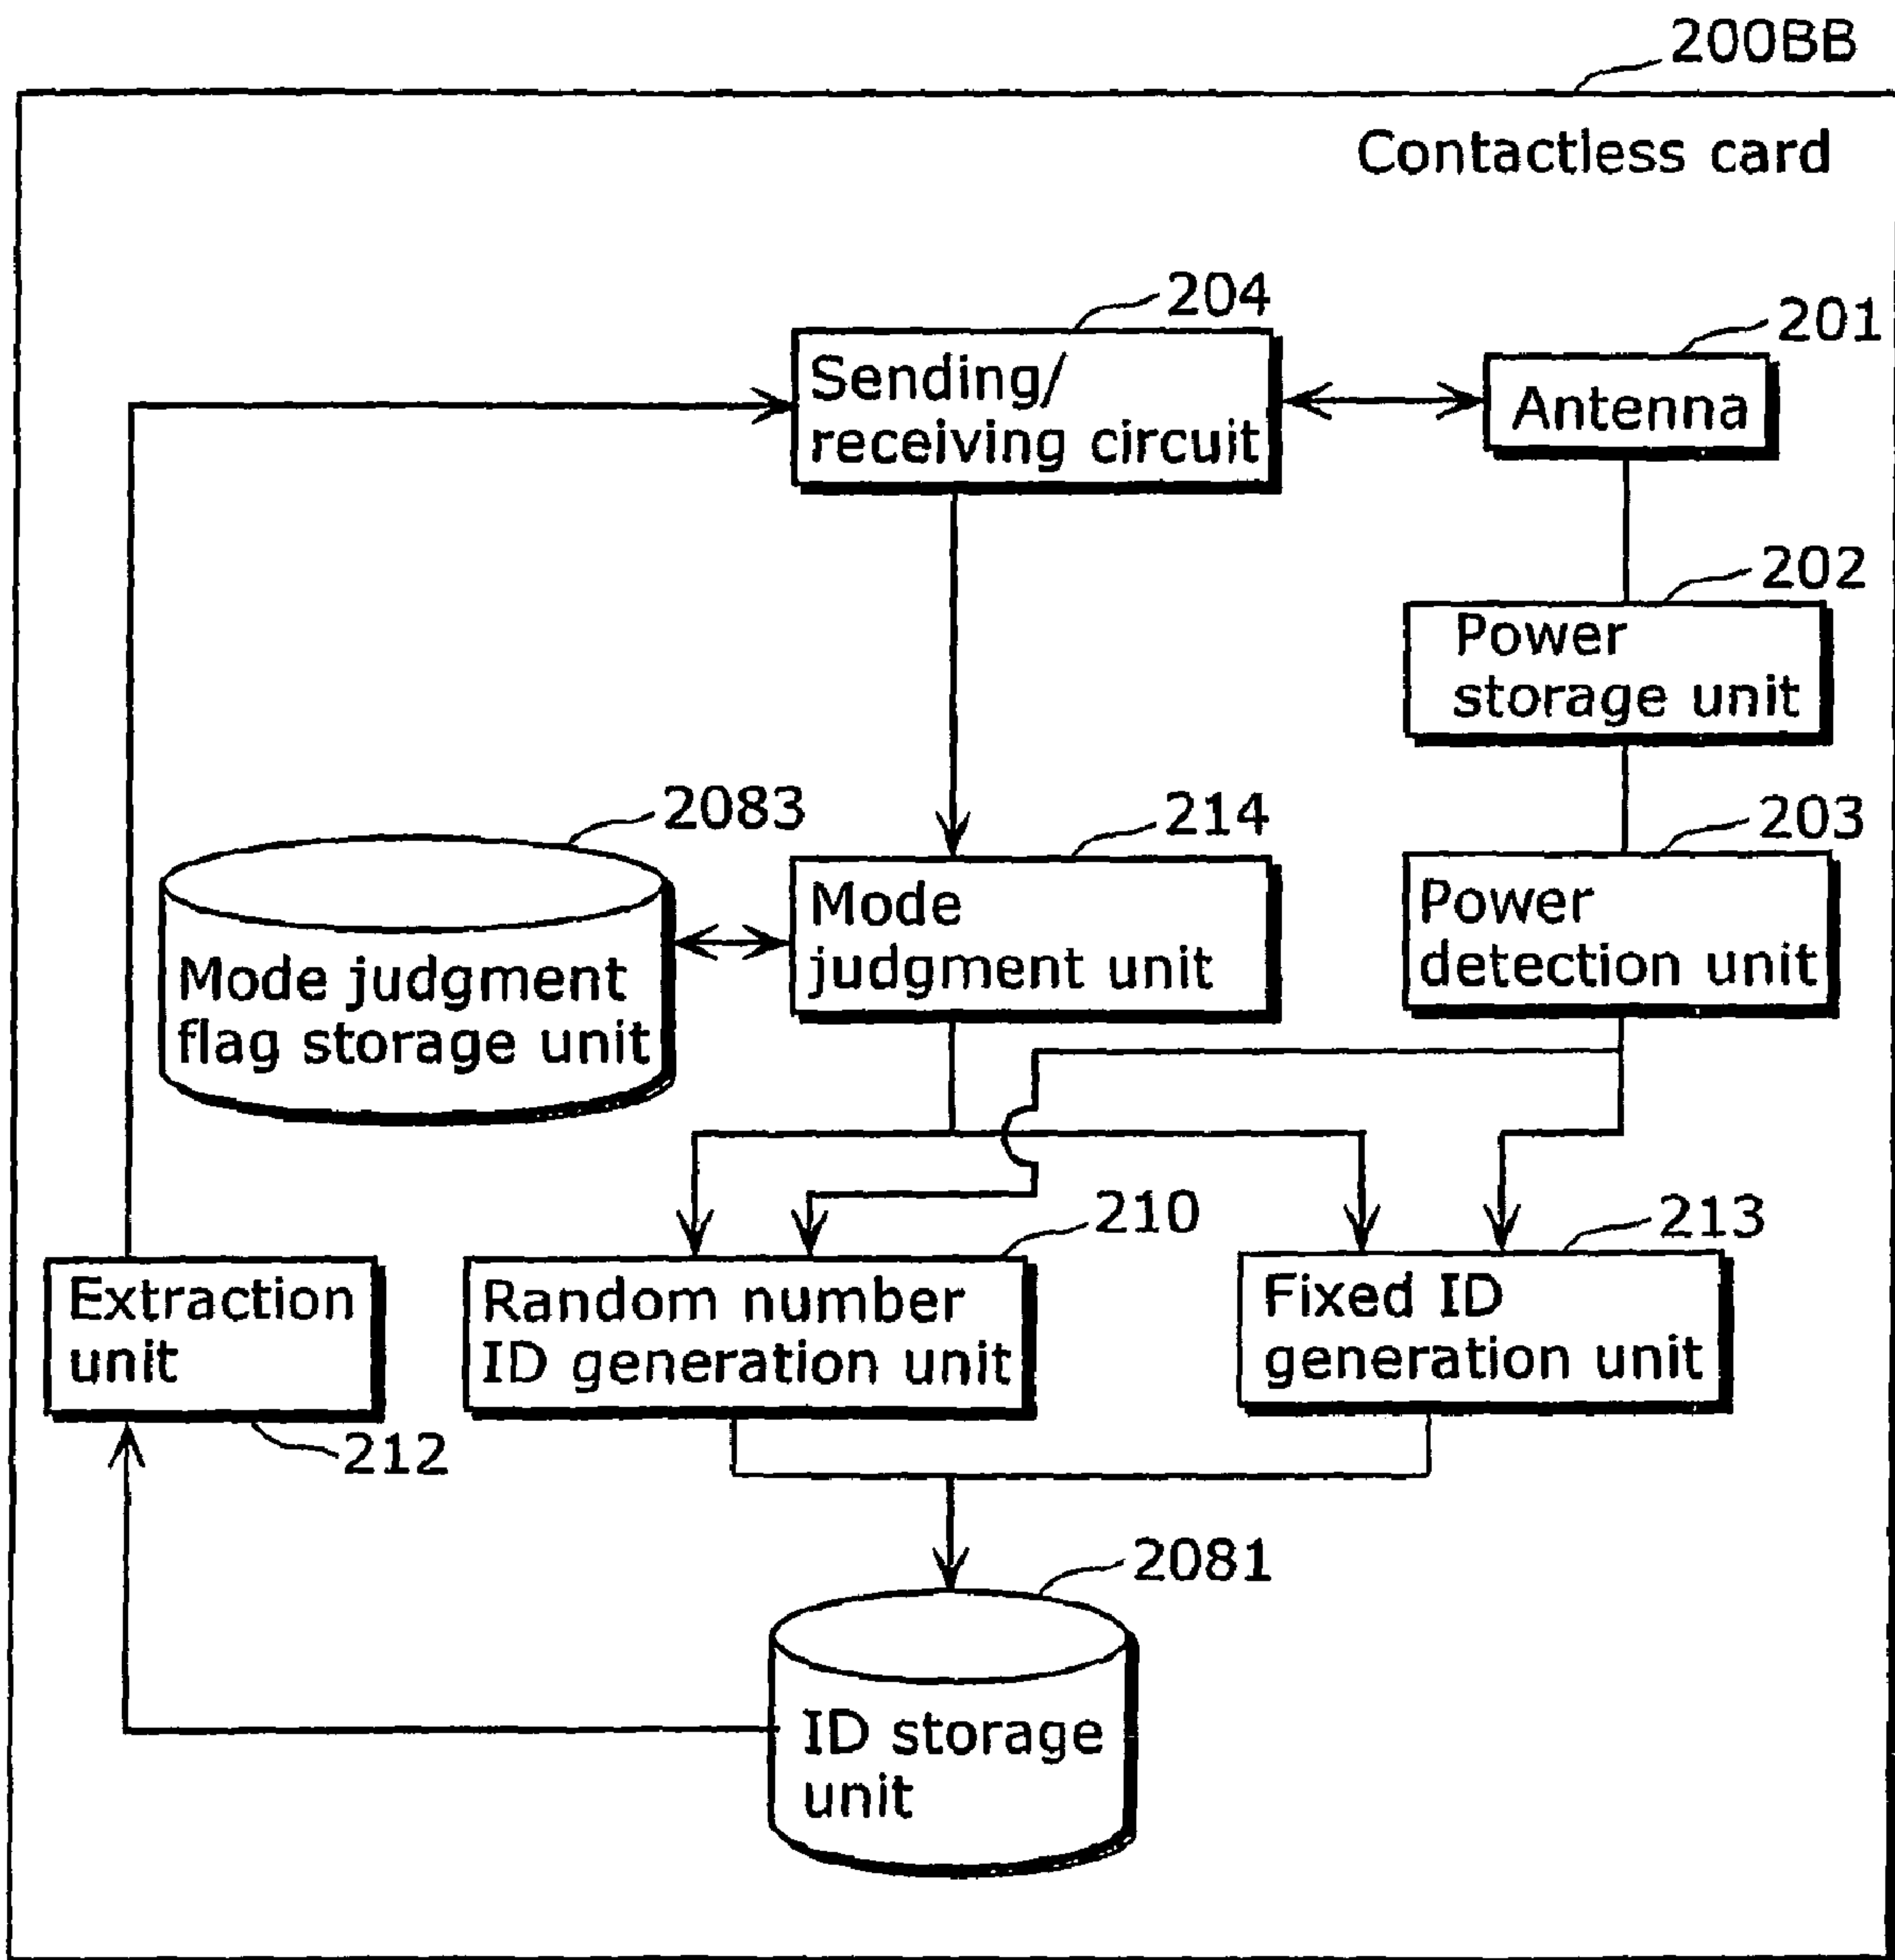 200BB
Contactless card
204
201
Sending/
receiving circuit
Antenna
202
Power
storage unit
2083
214
203
Mode judgment
flag storage unit
Mode
judgment unit
Power
detection unit
210
213
Extraction
unit
Random number
ID generation unit
Fixed ID
generation unit
212
2081
ID storage
unit